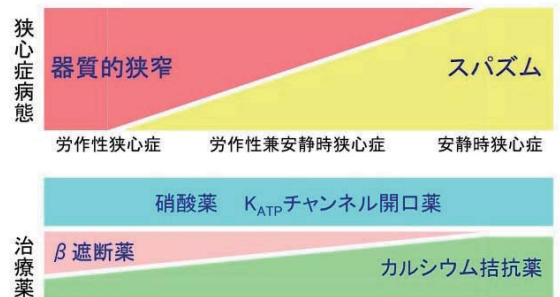 狭心症病態
器質的狭窄
スパズム
労作性狭心症 労作性兼安静時狭心症 安静時狭心症
治療薬
硝酸薬 KATPチャンネル開口薬
β遮断薬
カルシウム拮抗薬